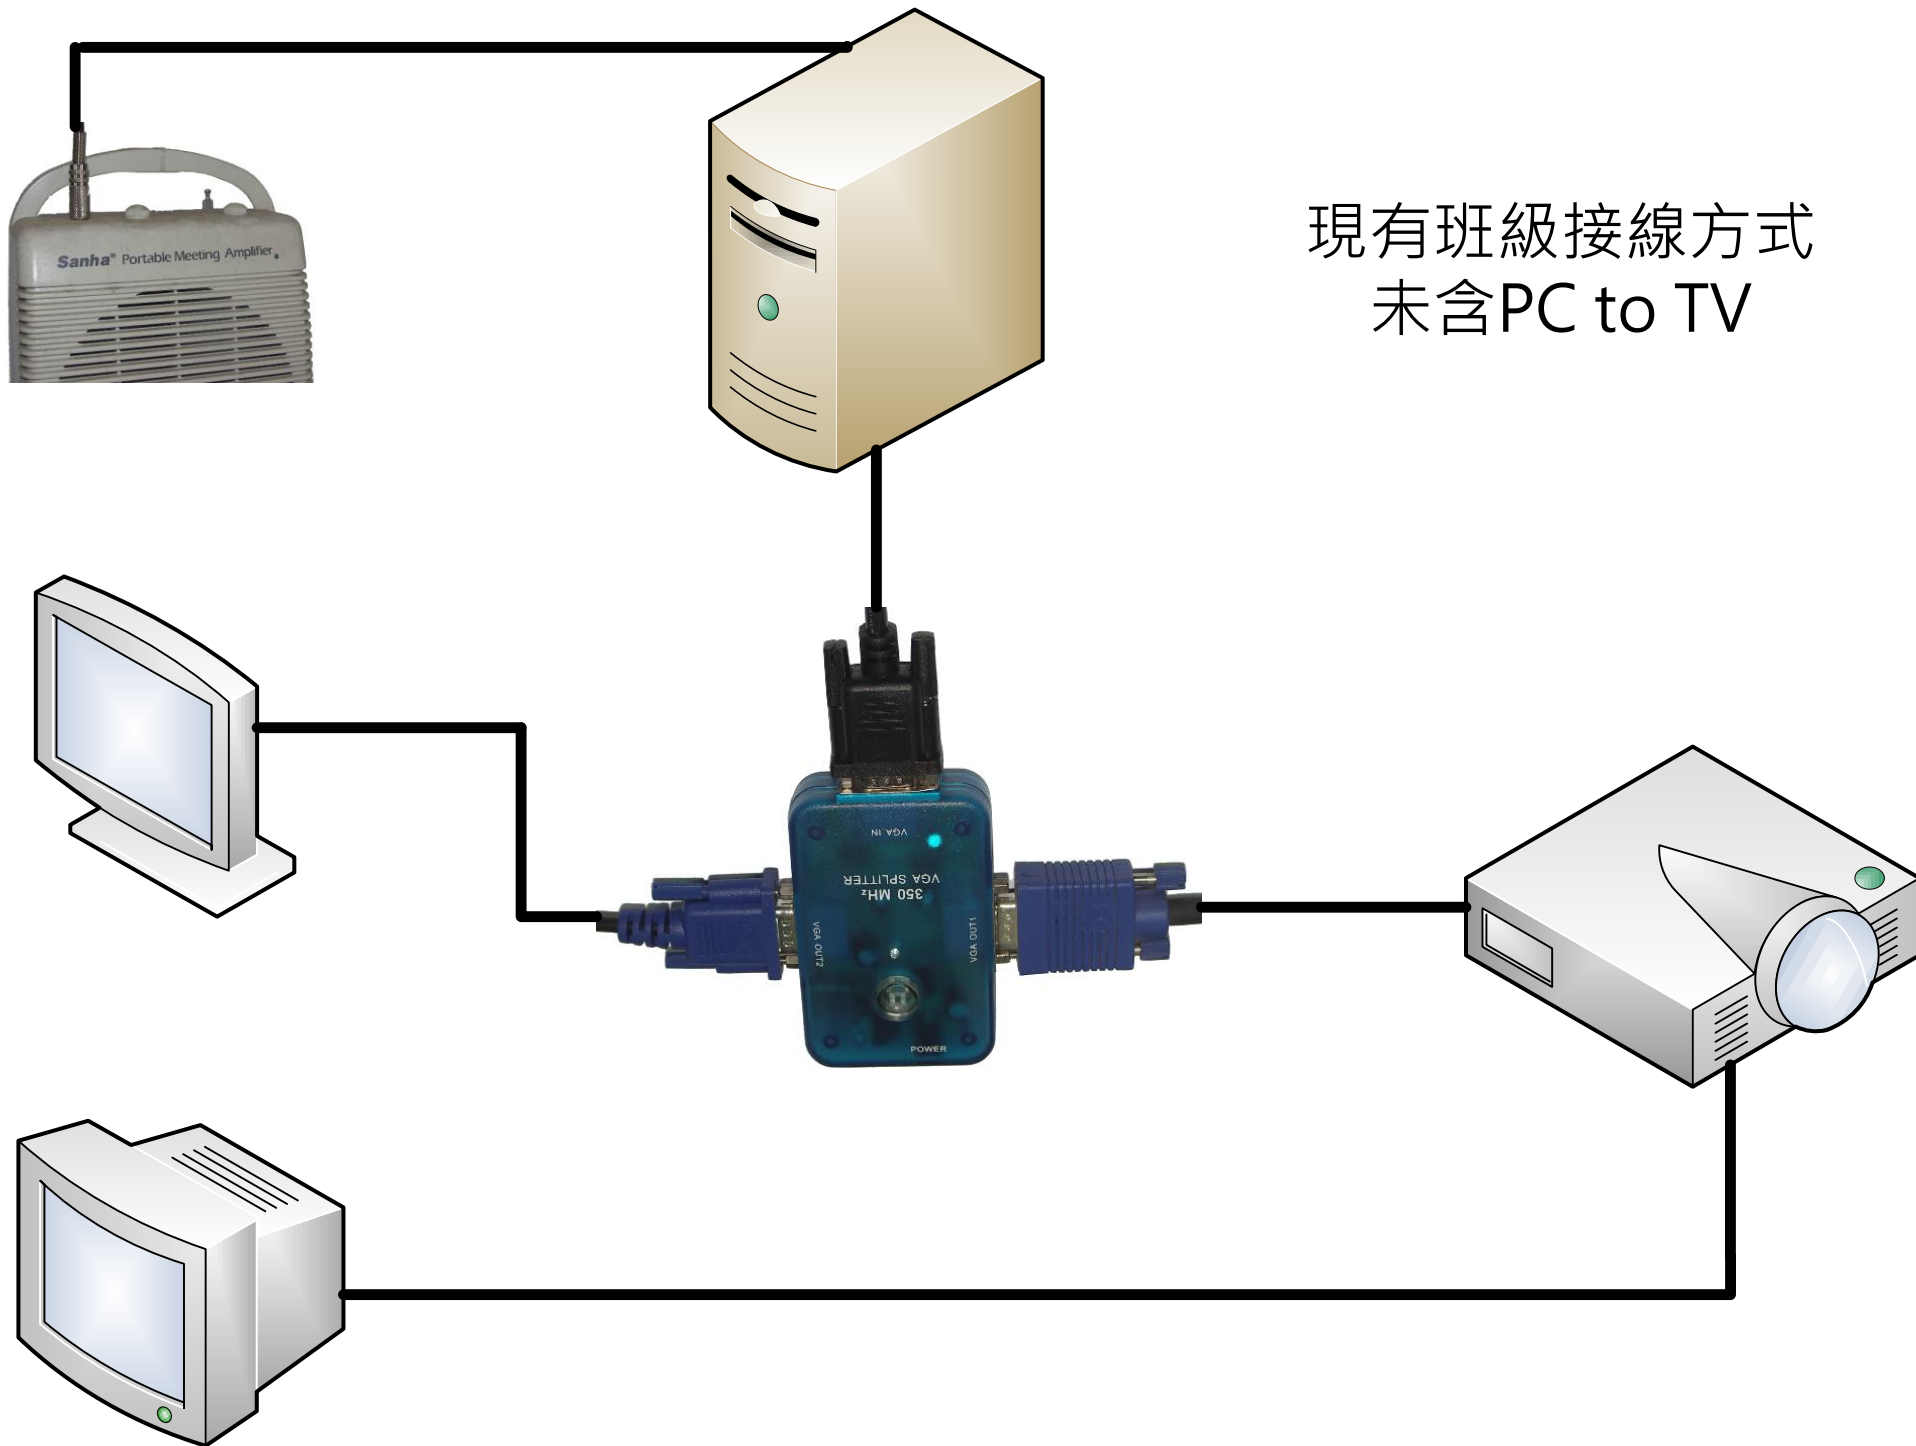 Sanha® Portable Meeting Amplifier
現有班級接線方式
未含PC to TV
VGA IN
350 MHz
VGA SPLITTER
VGA OUT2
VGA OUT1
POWER